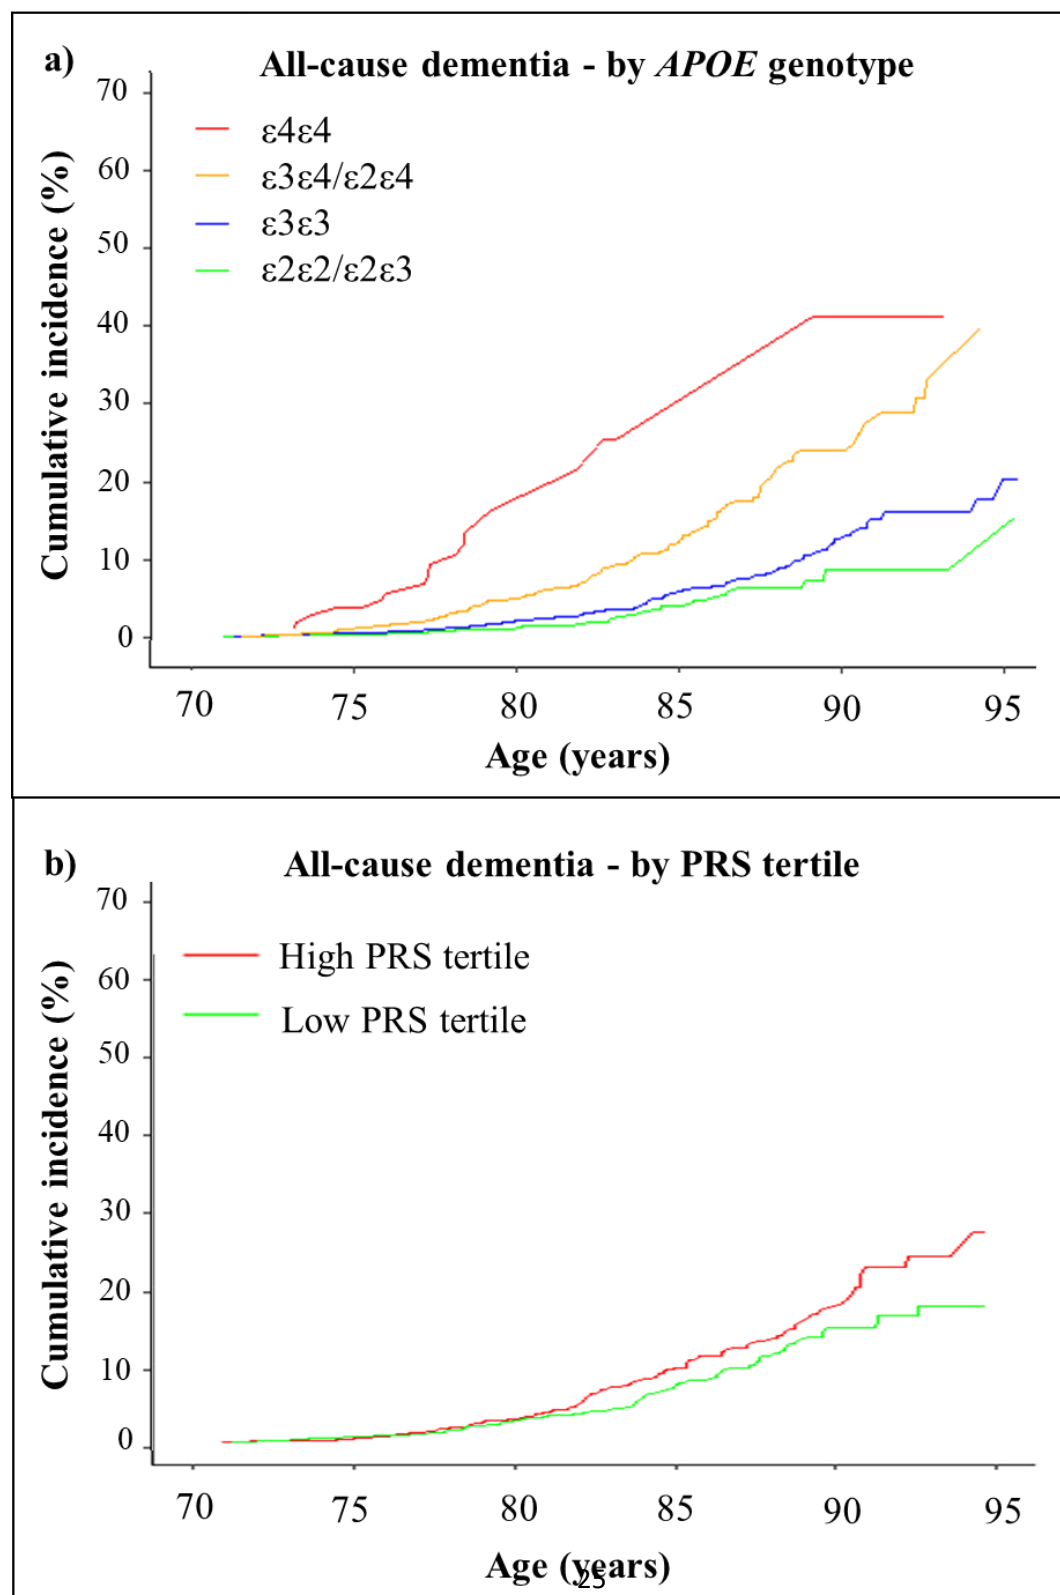 a)
All-cause dementia - by APOE genotype
70
60
50
40
30
20
10
0
Cumulative incidence (%)
ε4ε4
ε3ε4/ε2ε4
ε3ε3
ε2ε2/ε2ε3
70 75 80 85 90 95
Age (years)
b)
All-cause dementia - by PRS tertile
70
60
50
40
30
20
10
0
Cumulative incidence (%)
High PRS tertile
Low PRS tertile
70 75 80 85 90 95
Age (years)
25